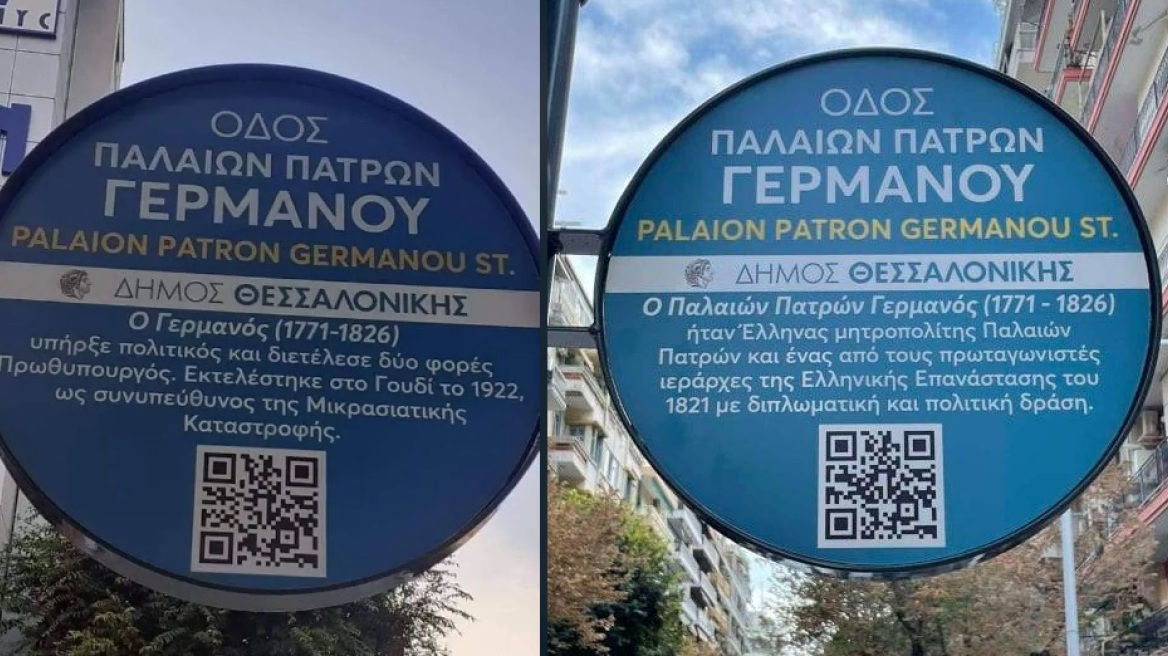 ΟΔΟΣ
ΠΑΛΑΙΩΝ ΠΑΤΡΩΝ
ΓΕΡΜΑΝΟΥ
PALAION PATRON GERMANOU ST.
ΔΗΜΟΣ ΘΕΣΣΑΛΟΝΙΚΗΣ
Ο Γερμανός (1771-1826)
υπήρξε πολιτικός και διετέλεσε δύο φορές
Πρωθυπουργός. Εκτελέστηκε στο Γουδί το 1922,
ως συνυπεύθυνος της Μικρασιατικής
Καταστροφής.
ΟΔΟΣ
ΠΑΛΑΙΩΝ ΠΑΤΡΩΝ
ΓΕΡΜΑΝΟΥ
PALAION PATRON GERMANOU ST.
ΔΗΜΟΣ ΘΕΣΣΑΛΟΝΙΚΗΣ
Ο Παλαιών Πατρών Γερμανός (1771 - 1826)
ήταν Έλληνας μητροπολίτης Παλαιών
Πατρών και ένας από τους πρωταγωνιστές
ιεράρχες της Ελληνικής Επανάστασης του
1821 με διπλωματική και πολιτική δράση.